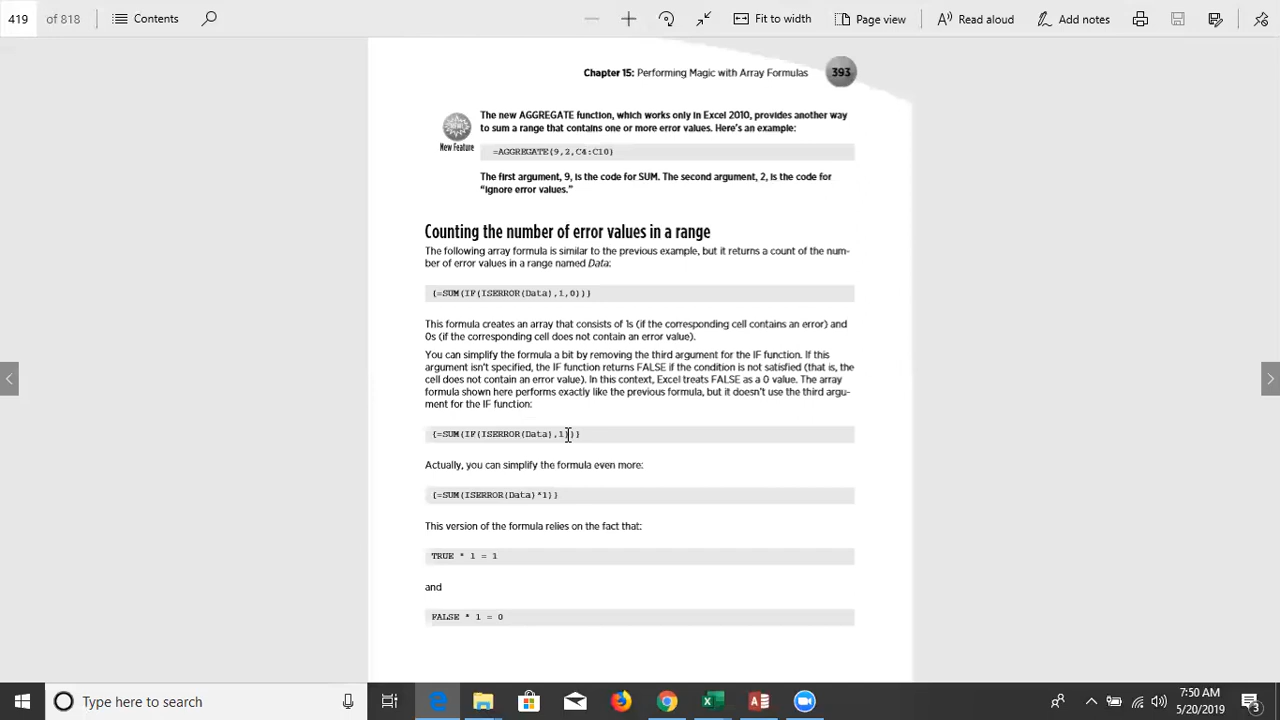 419 of 818 Contents Fit to width Page view Read aloud Add notes
Chapter 15: Performing Magic with Array Formulas 393
The new AGGREGATE function, which works only in Excel 2010, provides another way
to sum a range that contains one or more error values. Here's an example:
New Feature
=AGGREGATE(9,2,C4:C10)
The first argument, 9, is the code for SUM. The second argument, 2, is the code for
“ignore error values.”
Counting the number of error values in a range
The following array formula is similar to the previous example, but it returns a count of the num-
ber of error values in a range named Data:
{=SUM(IF(ISERROR(Data),1,0))}
This formula creates an array that consists of 1s (if the corresponding cell contains an error) and
0s (if the corresponding cell does not contain an error value).
You can simplify the formula a bit by removing the third argument for the IF function. If this
argument isn't specified, the IF function returns FALSE if the condition is not satisfied (that is, the
cell does not contain an error value). In this context, Excel treats FALSE as a 0 value. The array
formula shown here performs exactly like the previous formula, but it doesn't use the third argu-
ment for the IF function:
{=SUM(IF(ISERROR(Data),1))}
Actually, you can simplify the formula even more:
{=SUM(ISERROR(Data)*1)}
This version of the formula relies on the fact that:
TRUE * 1 = 1
and
FALSE * 1 = 0
Type here to search
7:50 AM
5/20/2019
3